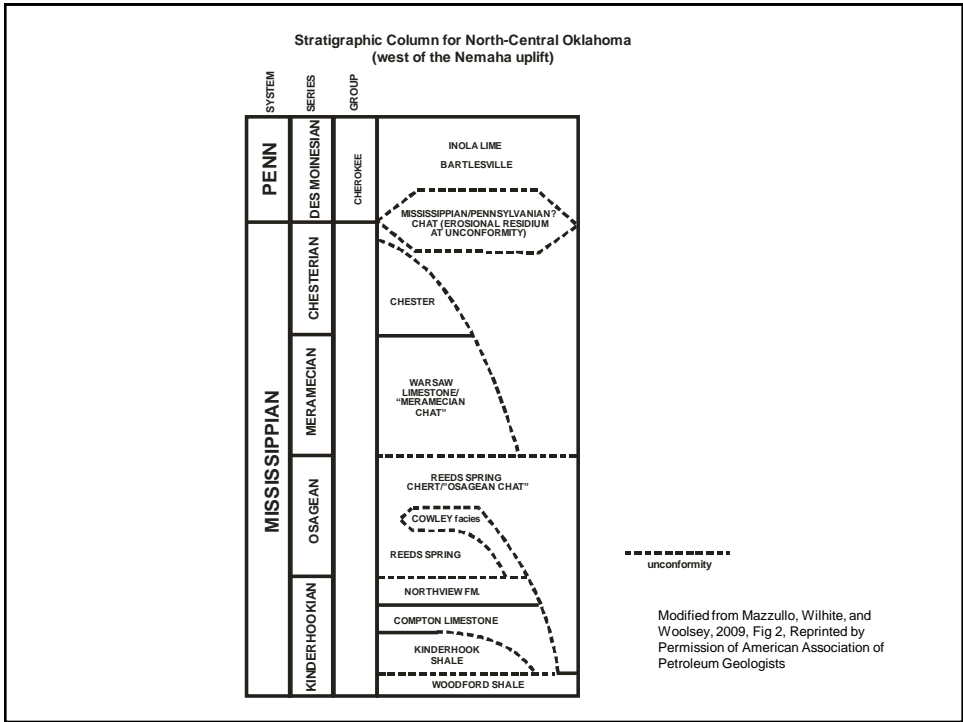 Stratigraphic Column for North-Central Oklahoma
(west of the Nemaha uplift)
SYSTEM
SERIES
GROUP
PENN
DES MOINESIAN
CHEROKEE
INOLA LIME
BARTLESVILLE
MISSISSIPPIAN/PENNSYLVANIAN?
CHAT (EROSIONAL RESIDIUM
AT UNCONFORMITY)
MISSISSIPPIAN
CHESTERIAN
CHESTER
MERAMECIAN
WARSAW
LIMESTONE/
“MERAMECIAN
CHAT”
OSAGEAN
REEDS SPRING
CHERT/”OSAGEAN CHAT”
COWLEY facies
REEDS SPRING
KINDERHOOKIAN
NORTHVIEW FM.
COMPTON LIMESTONE
KINDERHOOK
SHALE
WOODFORD SHALE
unconformity
Modified from Mazzullo, Wilhite, and
Woolsey, 2009, Fig 2, Reprinted by
Permission of American Association of
Petroleum Geologists